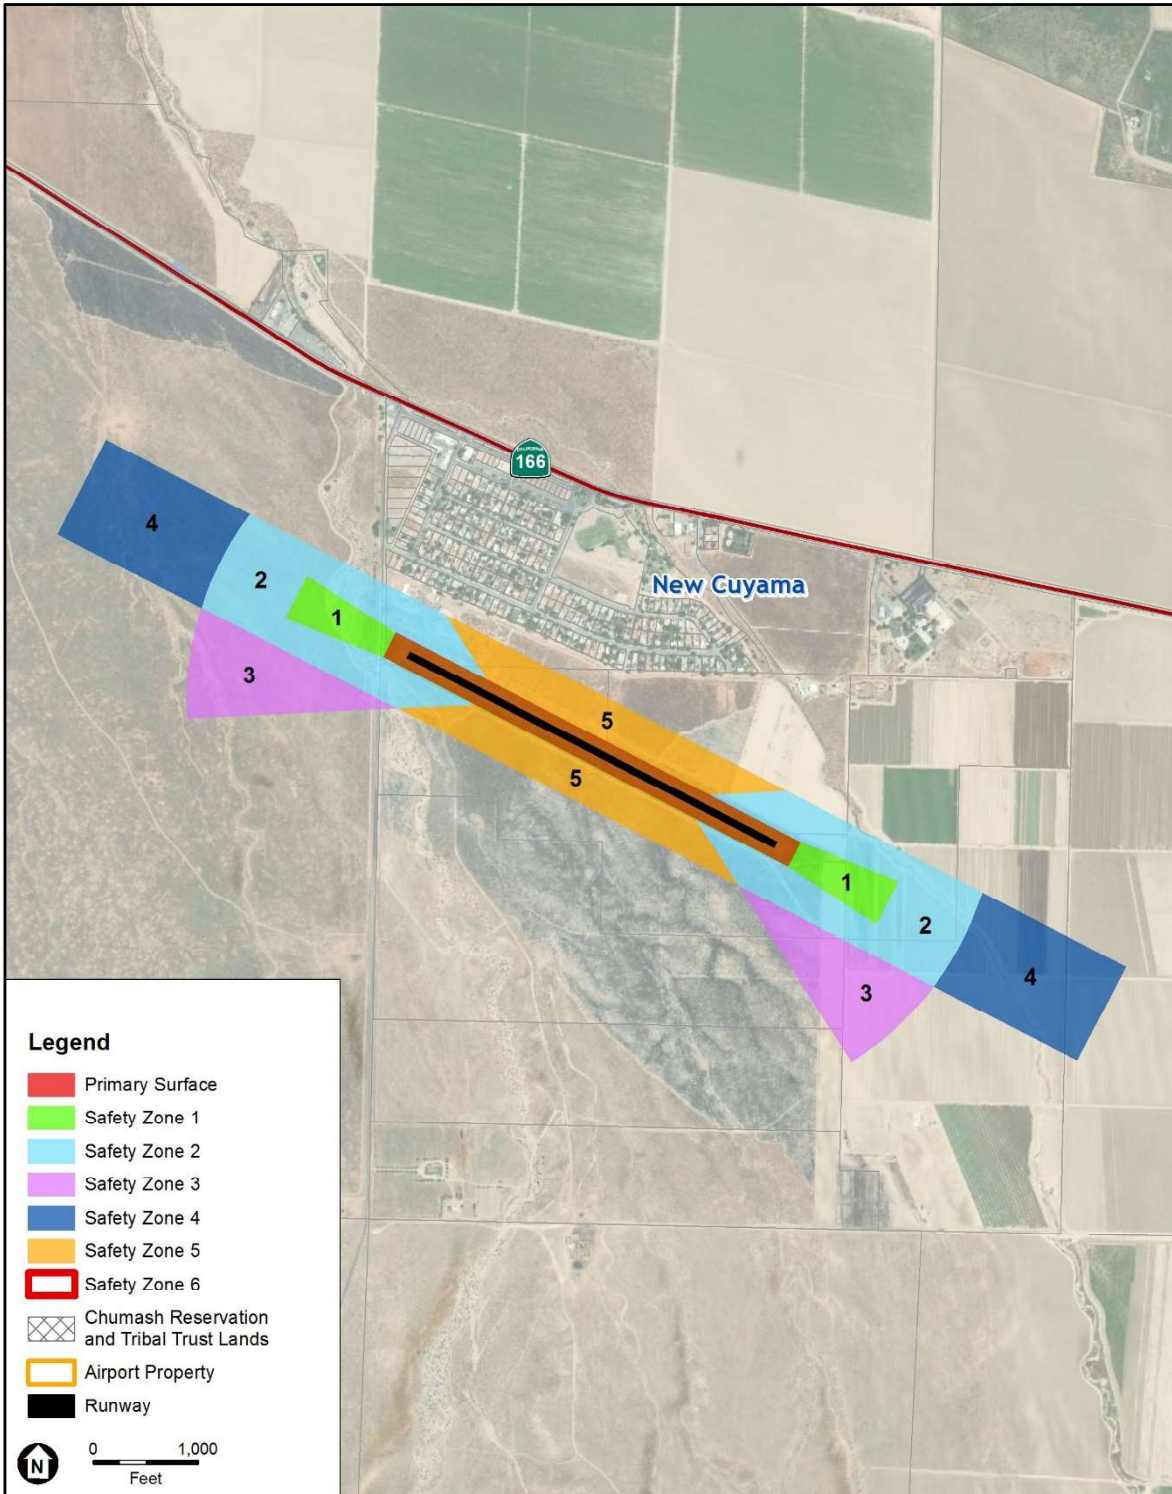 CALIFORNIA
166
4
2
New Cuyama
1
3
5
5
1
2
3
4
Legend
Primary Surface
Safety Zone 1
Safety Zone 2
Safety Zone 3
Safety Zone 4
Safety Zone 5
Safety Zone 6
Chumash Reservation
and Tribal Trust Lands
Airport Property
Runway
N
0 1,000
Feet